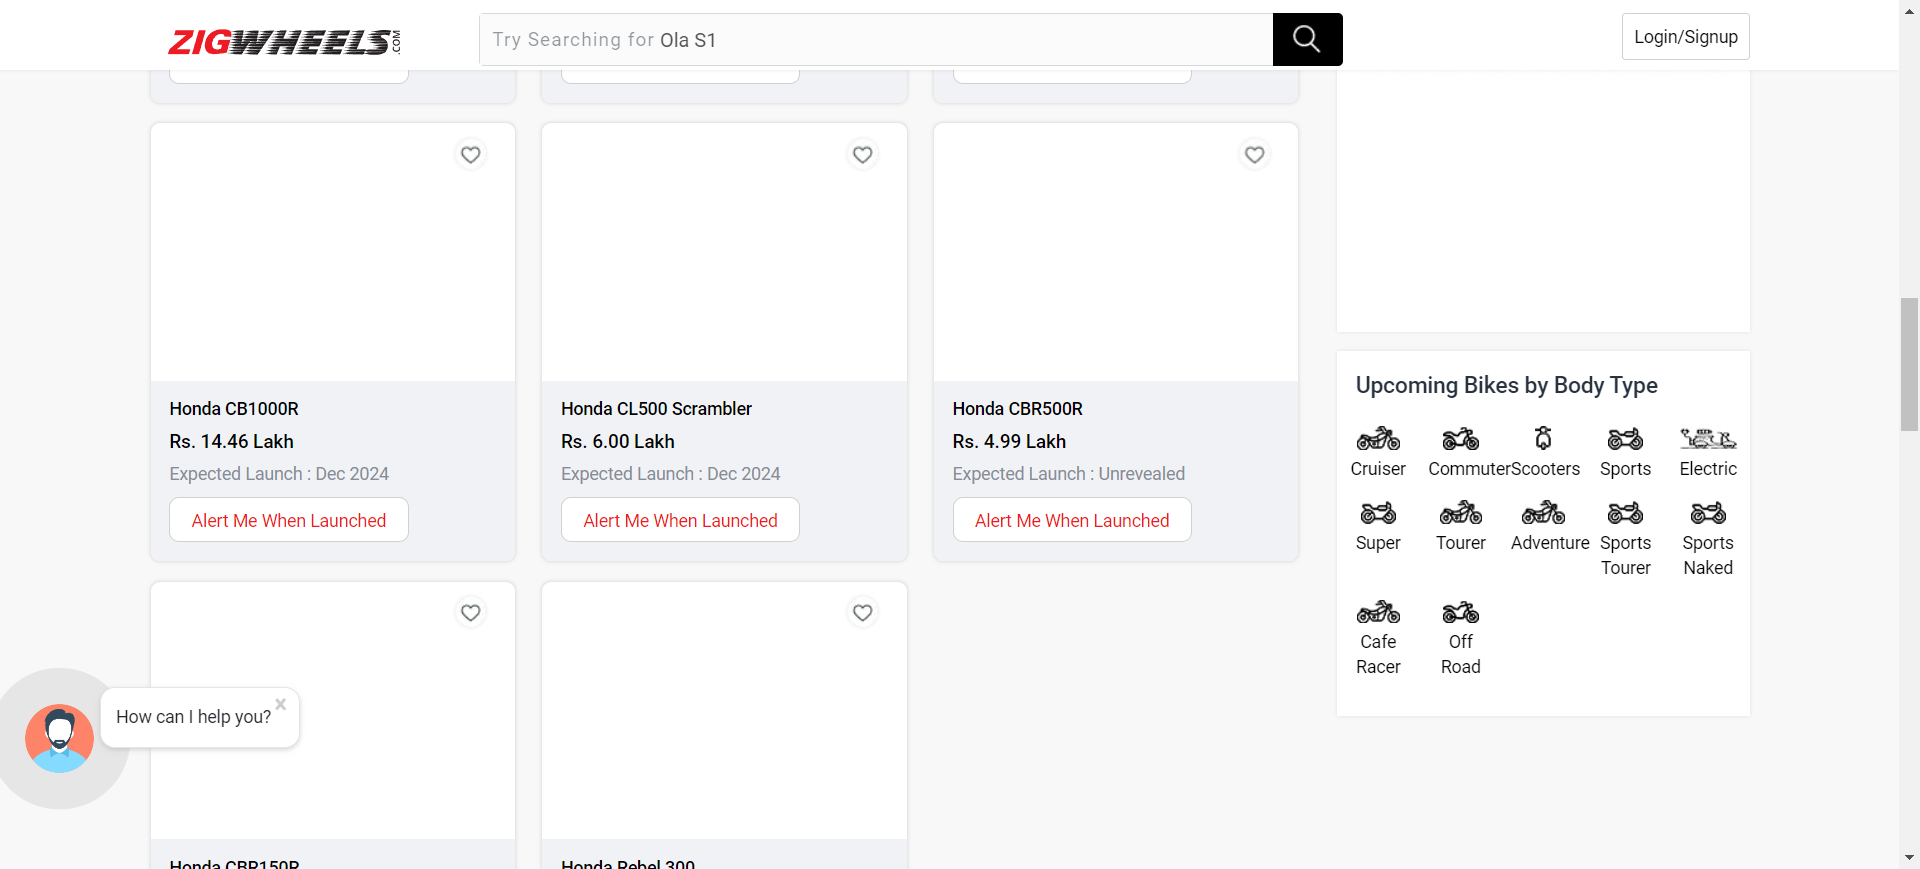 ZIGWHEELS.COM
Try Searching for Ola S1
Login/Signup
Honda CB1000R
Rs. 14.46 Lakh
Expected Launch : Dec 2024
Alert Me When Launched
Honda CL500 Scrambler
Rs. 6.00 Lakh
Expected Launch : Dec 2024
Alert Me When Launched
Honda CBR500R
Rs. 4.99 Lakh
Expected Launch : Unrevealed
Alert Me When Launched
Honda CBR150R
Honda Rebel 300
Upcoming Bikes by Body Type
Cruiser
Commuter
Scooters
Sports
Electric
Super
Tourer
Adventure
Sports
Tourer
Sports
Naked
Cafe
Racer
Off
Road
How can I help you?